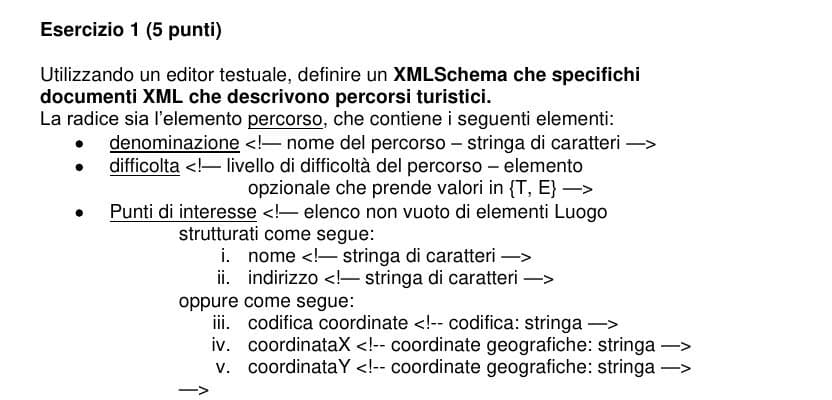 Esercizio 1 (5 punti)
Utilizzando un editor testuale, definire un XMLSchema che specifichi
documenti XML che descrivono percorsi turistici.
La radice sia l'elemento percorso, che contiene i seguenti elementi:
• denominazione <!— nome del percorso – stringa di caratteri —>
• difficolta <!— livello di difficoltà del percorso – elemento
opzionale che prende valori in {T, E} —>
• Punti di interesse <!— elenco non vuoto di elementi Luogo
strutturati come segue:
i. nome <!— stringa di caratteri —>
ii. indirizzo <!— stringa di caratteri —>
oppure come segue:
iii. codifica coordinate <!-- codifica: stringa —>
iv. coordinataX <!-- coordinate geografiche: stringa —>
v. coordinataY <!-- coordinate geografiche: stringa —>
—>